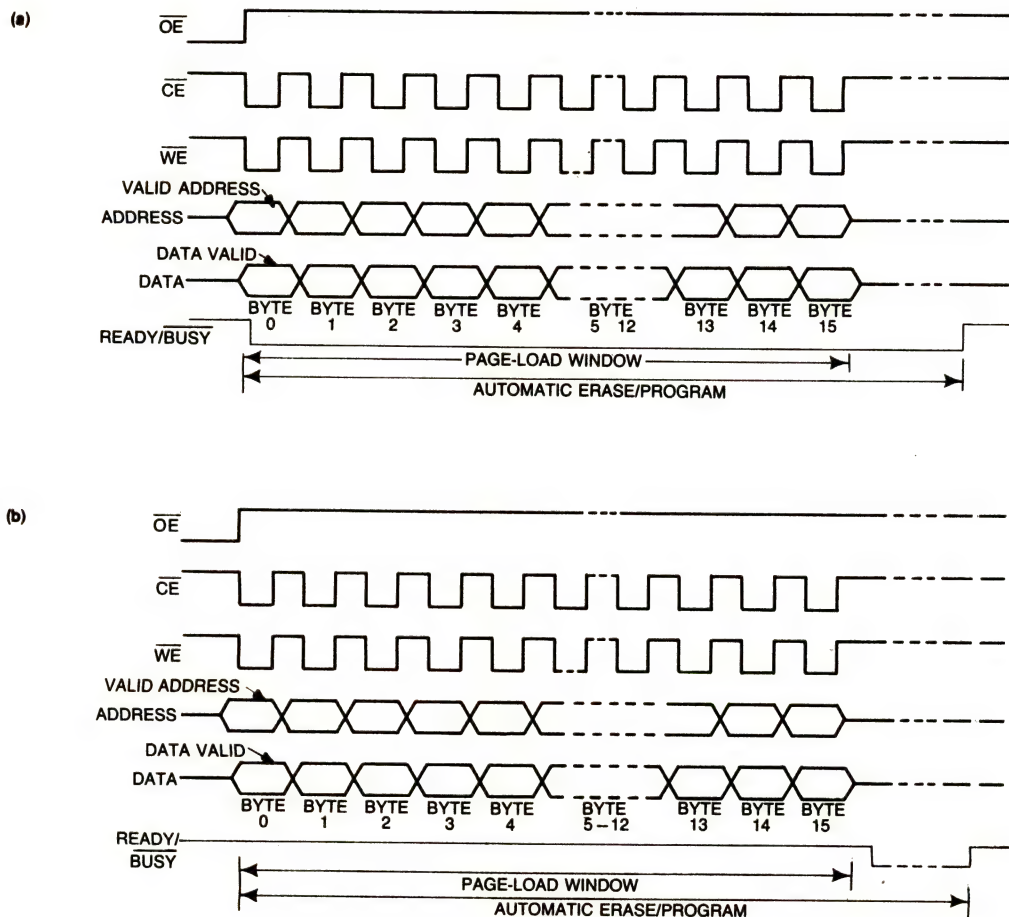 (a)
OE
CE
WE
VALID ADDRESS
ADDRESS
DATA VALID
DATA
BYTE 0 BYTE 1 BYTE 2 BYTE 3 BYTE 4 BYTE 5 12 BYTE 13 BYTE 14 BYTE 15
READY/BUSY
PAGE-LOAD WINDOW
AUTOMATIC ERASE/PROGRAM
(b)
OE
CE
WE
VALID ADDRESS
ADDRESS
DATA VALID
DATA
BYTE 0 BYTE 1 BYTE 2 BYTE 3 BYTE 4 BYTE 5–12 BYTE 13 BYTE 14 BYTE 15
READY/
BUSY
PAGE-LOAD WINDOW
AUTOMATIC ERASE/PROGRAM